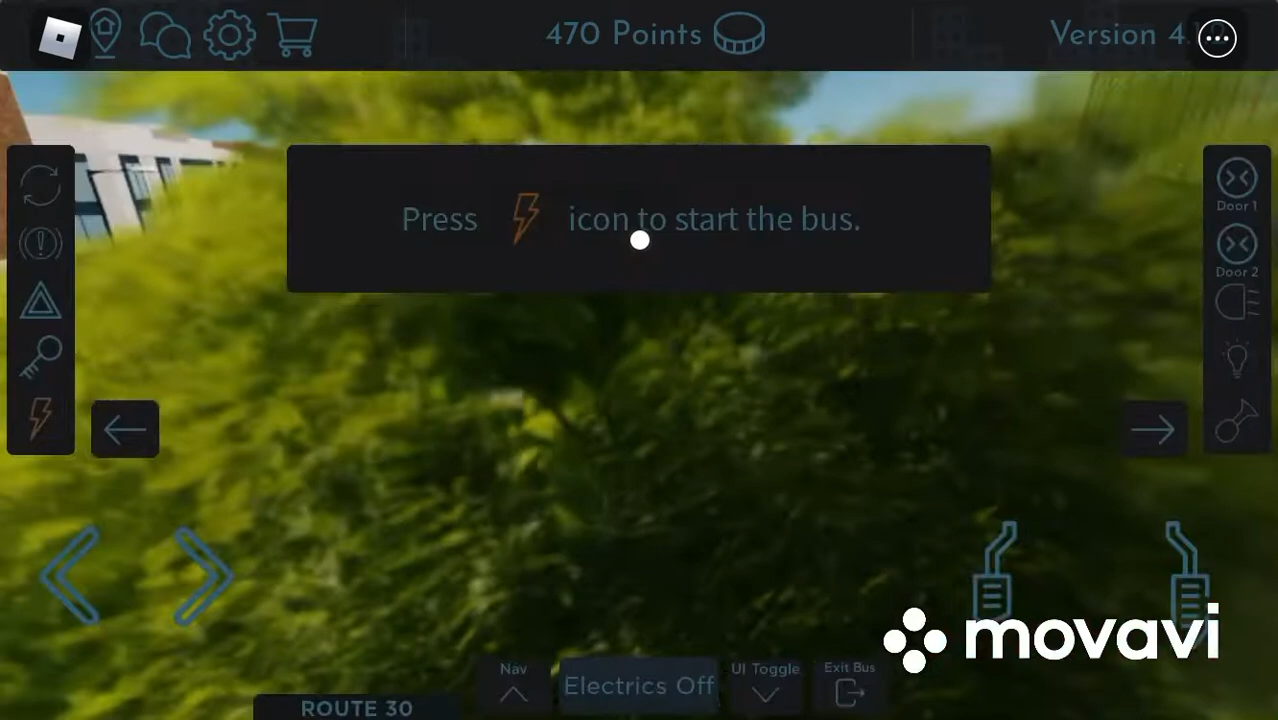 470 Points
Version 4.
Press icon to start the bus.
Door 1
Door 2
movavi
Nav
Electrics Off
UI Toggle
Exit Bus
ROUTE 30